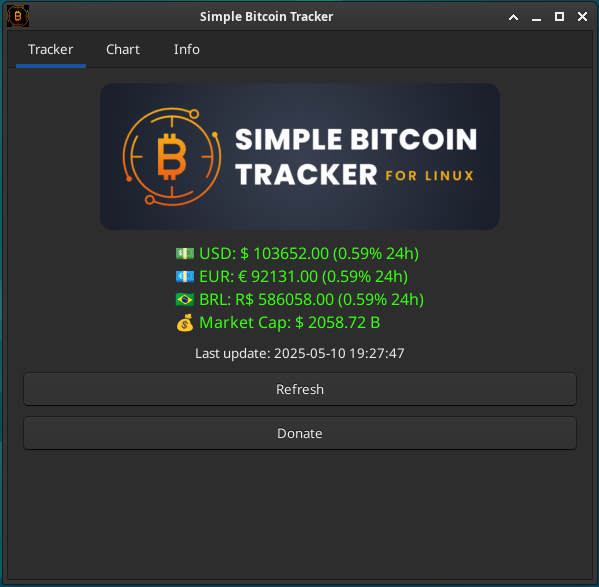 Simple Bitcoin Tracker
Tracker Chart Info
SIMPLE BITCOIN
TRACKER FOR LINUX
USD: $ 103652.00 (0.59% 24h)
EUR: € 92131.00 (0.59% 24h)
BRL: R$ 586058.00 (0.59% 24h)
Market Cap: $ 2058.72 B
Last update: 2025-05-10 19:27:47
Refresh
Donate